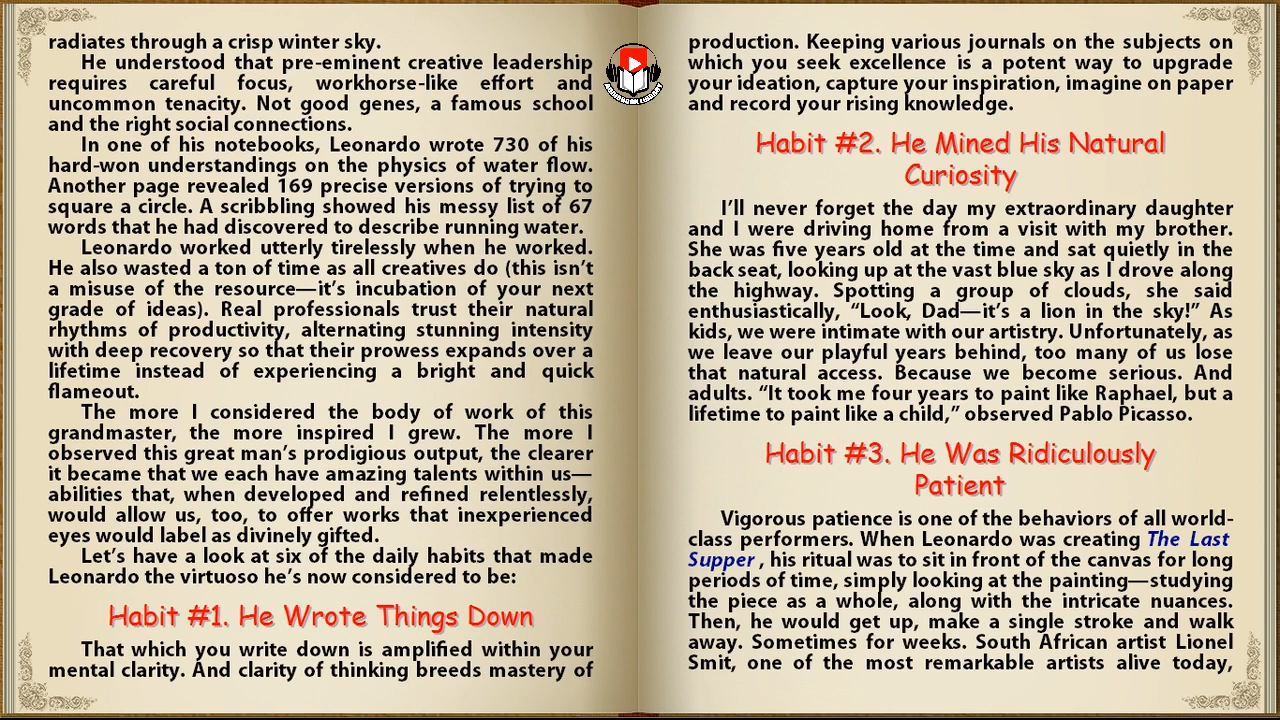 radiates through a crisp winter sky.
He understood that pre-eminent creative leadership
requires careful focus, workhorse-like effort and
uncommon tenacity. Not good genes, a famous school
and the right social connections.
In one of his notebooks, Leonardo wrote 730 of his
hard-won understandings on the physics of water flow.
Another page revealed 169 precise versions of trying to
square a circle. A scribbling showed his messy list of 67
words that he had discovered to describe running water.
Leonardo worked utterly tirelessly when he worked.
He also wasted a ton of time as all creatives do (this isn’t
a misuse of the resource—it’s incubation of your next
grade of ideas). Real professionals trust their natural
rhythms of productivity, alternating stunning intensity
with deep recovery so that their prowess expands over a
lifetime instead of experiencing a bright and quick
flameout.
The more I considered the body of work of this
grandmaster, the more inspired I grew. The more I
observed this great man’s prodigious output, the clearer
it became that we each have amazing talents within us—
abilities that, when developed and refined relentlessly,
would allow us, too, to offer works that inexperienced
eyes would label as divinely gifted.
Let’s have a look at six of the daily habits that made
Leonardo the virtuoso he’s now considered to be:
Habit #1. He Wrote Things Down
That which you write down is amplified within your
mental clarity. And clarity of thinking breeds mastery of
production. Keeping various journals on the subjects on
which you seek excellence is a potent way to upgrade
your ideation, capture your inspiration, imagine on paper
and record your rising knowledge.
Habit #2. He Mined His Natural
Curiosity
I’ll never forget the day my extraordinary daughter
and I were driving home from a visit with my brother.
She was five years old at the time and sat quietly in the
back seat, looking up at the vast blue sky as I drove along
the highway. Spotting a group of clouds, she said
enthusiastically, “Look, Dad—it’s a lion in the sky!” As
kids, we were intimate with our artistry. Unfortunately, as
we leave our playful years behind, too many of us lose
that natural access. Because we become serious. And
adults. “It took me four years to paint like Raphael, but a
lifetime to paint like a child,” observed Pablo Picasso.
Habit #3. He Was Ridiculously
Patient
Vigorous patience is one of the behaviors of all world-
class performers. When Leonardo was creating The Last
Supper , his ritual was to sit in front of the canvas for long
periods of time, simply looking at the painting—studying
the piece as a whole, along with the intricate nuances.
Then, he would get up, make a single stroke and walk
away. Sometimes for weeks. South African artist Lionel
Smit, one of the most remarkable artists alive today,